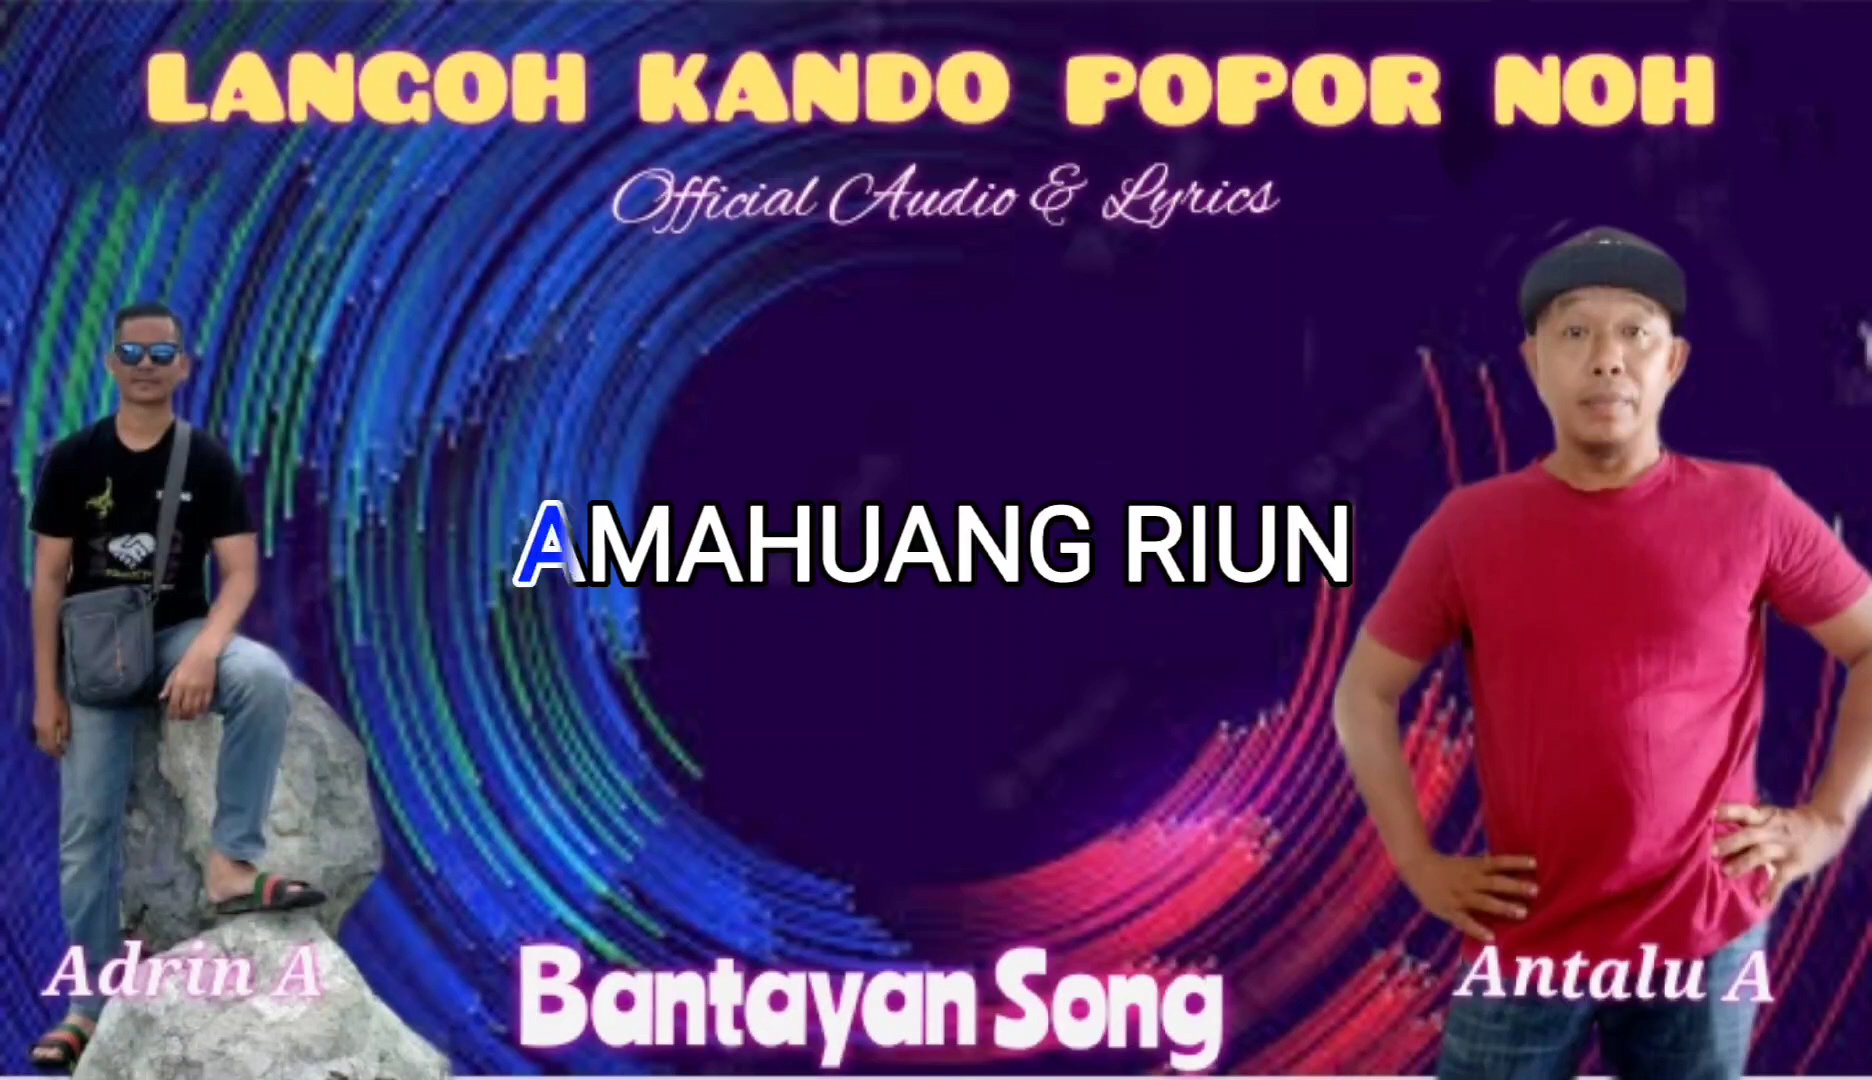 LANGOH KANDO POPOR NOH
Official Audio & Lyrics
AMAHUANG RIUN
Adrin A
Bantayan Song
Antalu A